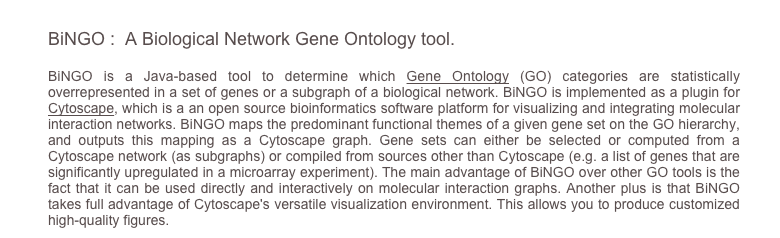 BiNGO : A Biological Network Gene Ontology tool.
BiNGO is a Java-based tool to determine which Gene Ontology (GO) categories are statistically
overrepresented in a set of genes or a subgraph of a biological network. BiNGO is implemented as a plugin for
Cytoscape, which is a an open source bioinformatics software platform for visualizing and integrating molecular
interaction networks. BiNGO maps the predominant functional themes of a given gene set on the GO hierarchy,
and outputs this mapping as a Cytoscape graph. Gene sets can either be selected or computed from a
Cytoscape network (as subgraphs) or compiled from sources other than Cytoscape (e.g. a list of genes that are
significantly upregulated in a microarray experiment). The main advantage of BiNGO over other GO tools is the
fact that it can be used directly and interactively on molecular interaction graphs. Another plus is that BiNGO
takes full advantage of Cytoscape's versatile visualization environment. This allows you to produce customized
high-quality figures.